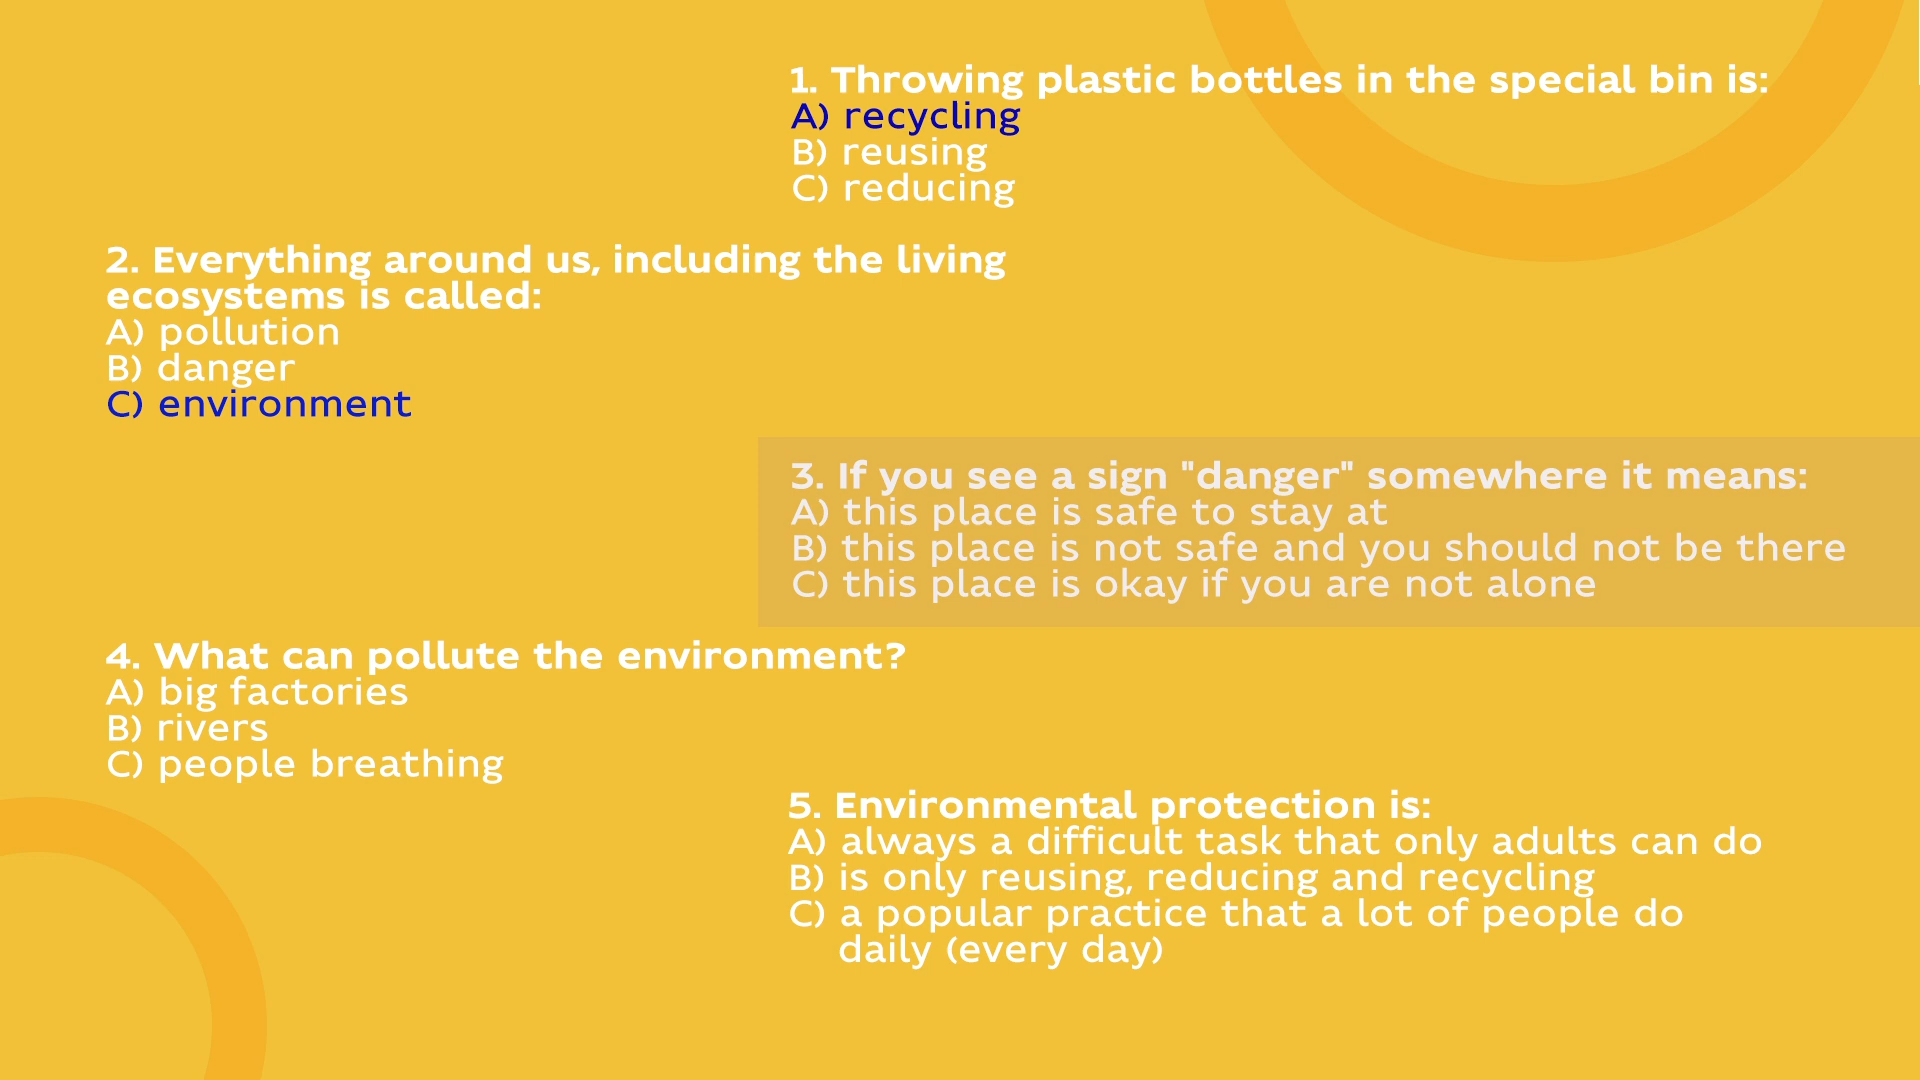 1. Throwing plastic bottles in the special bin is:
A) recycling
B) reusing
C) reducing
2. Everything around us, including the living
ecosystems is called:
A) pollution
B) danger
C) environment
3. If you see a sign "danger" somewhere it means:
A) this place is safe to stay at
B) this place is not safe and you should not be there
C) this place is okay if you are not alone
4. What can pollute the environment?
A) big factories
B) rivers
C) people breathing
5. Environmental protection is:
A) always a difficult task that only adults can do
B) is only reusing, reducing and recycling
C) a popular practice that a lot of people do
daily (every day)